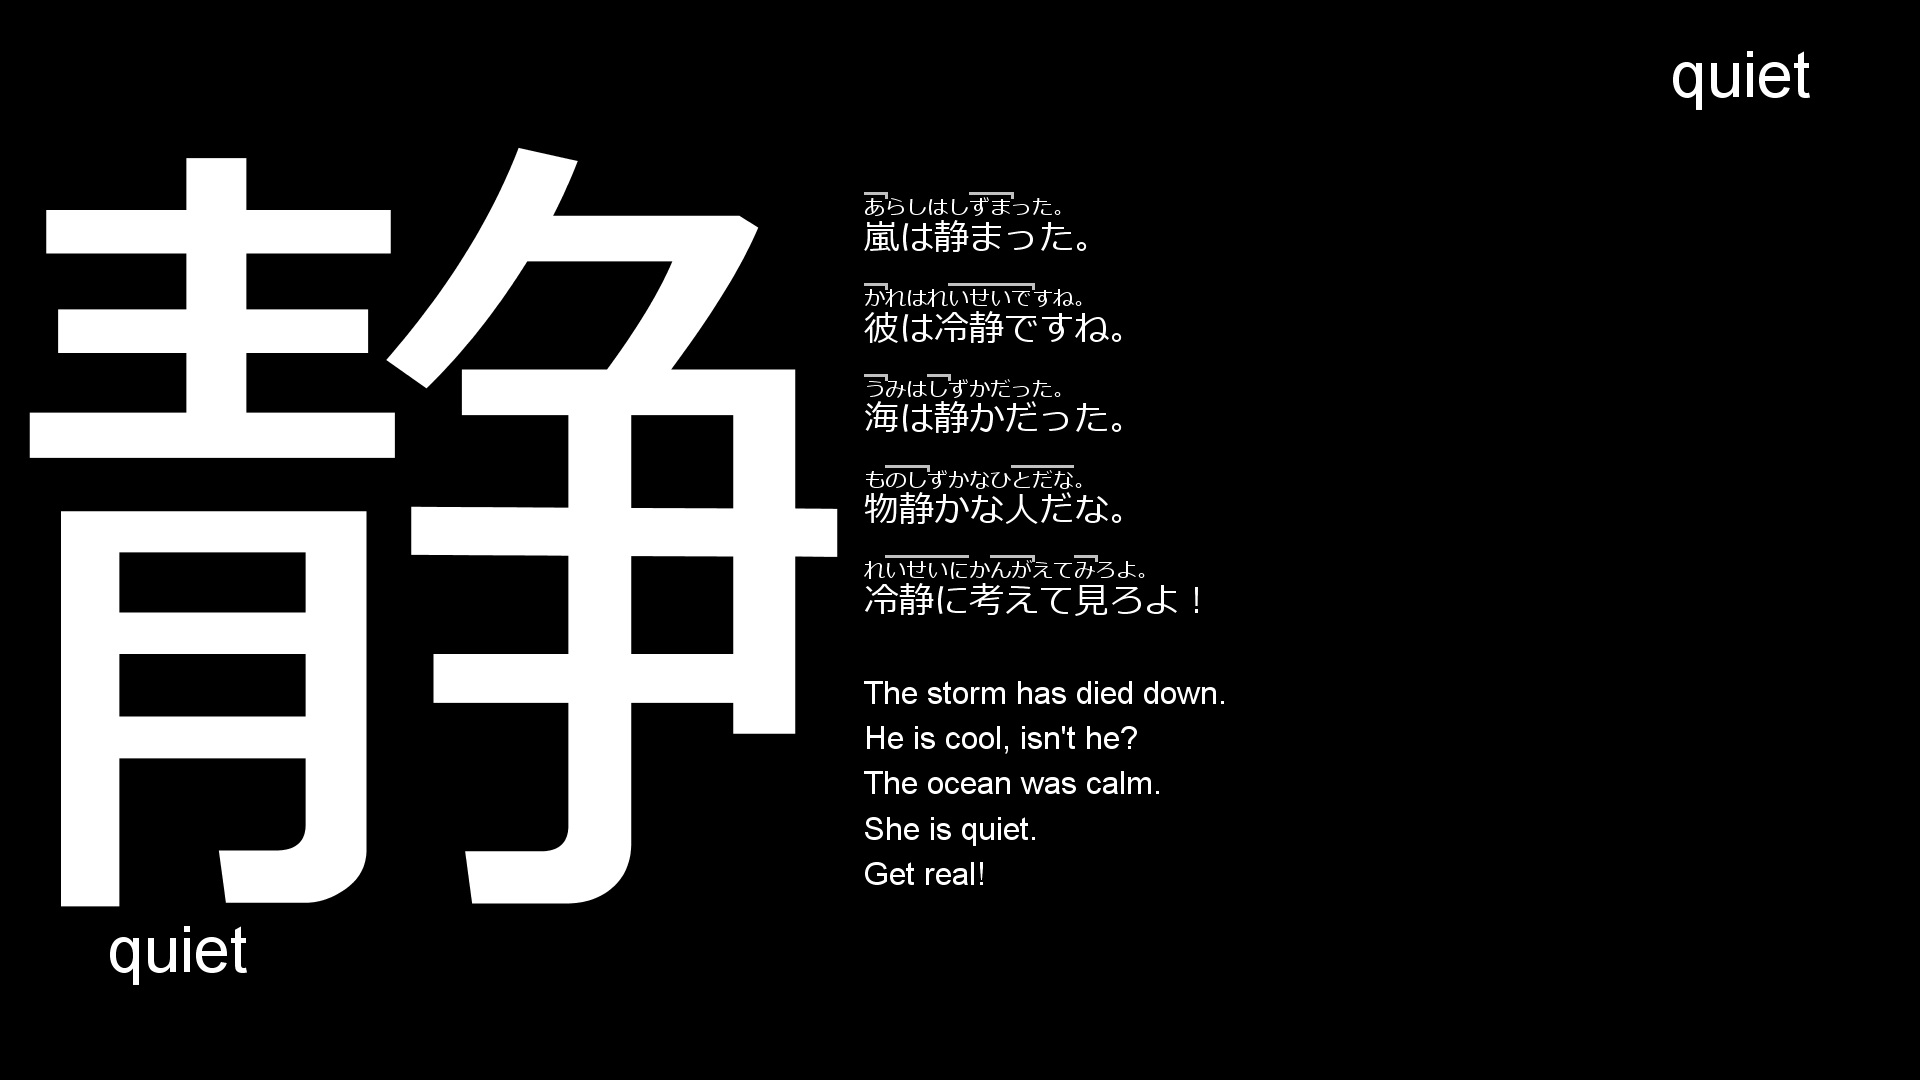 quiet
静
quiet
あらしはしずまった。
嵐は静まった。
かれはれいせいですね。
彼は冷静ですね。
うみはしずかだった。
海は静かだった。
ものしずかなひとだな。
物静かな人だな。
れいせいにかんがえてみろよ。
冷静に考えて見ろよ！
The storm has died down.
He is cool, isn't he?
The ocean was calm.
She is quiet.
Get real!